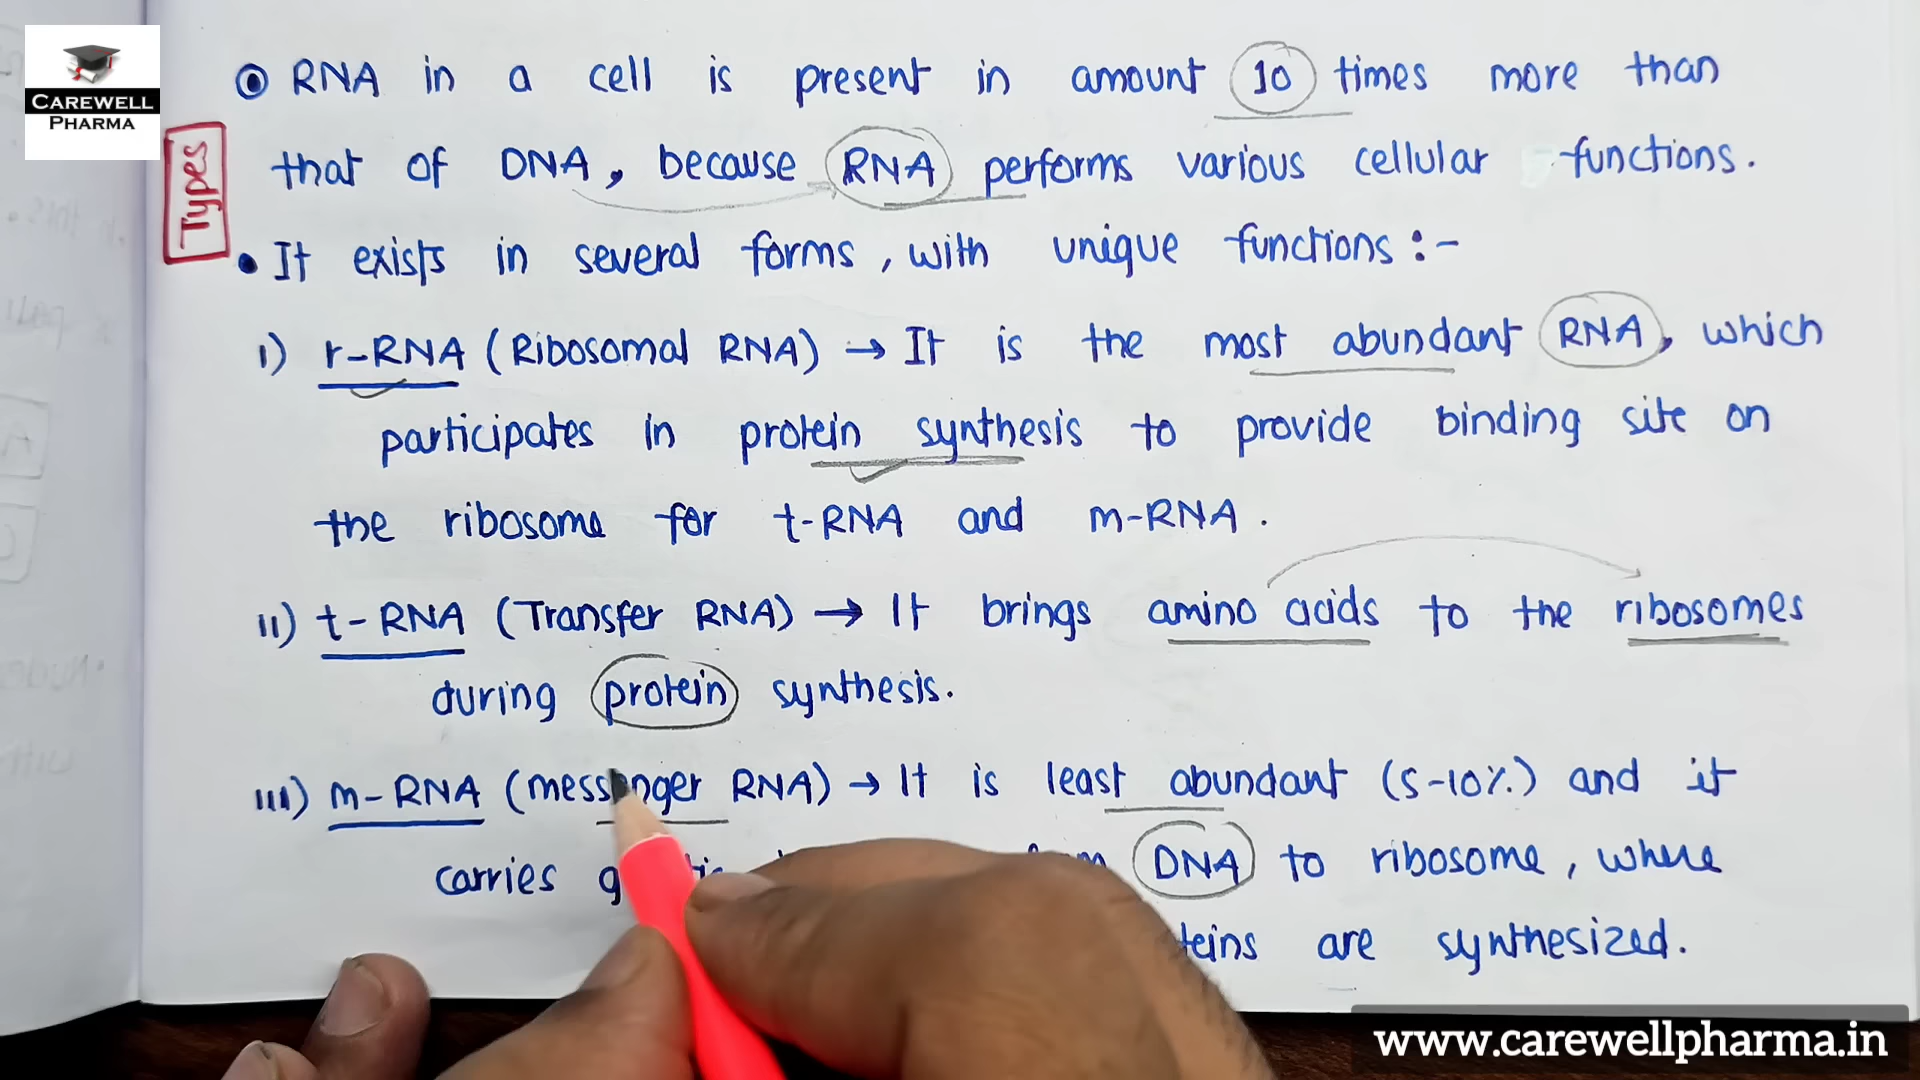 CAREWELL
PHARMA
Types
RNA in a cell is present in amount 10 times more than
that of DNA, because RNA performs various cellular functions.
• It exists in several forms, with unique functions :-
i) r-RNA (Ribosomal RNA) → It is the most abundant RNA, which
participates in protein synthesis to provide binding site on
the ribosome for t-RNA and m-RNA.
ii) t-RNA (Transfer RNA) → It brings amino acids to the ribosomes
during protein synthesis.
iii) m-RNA (messenger RNA) → It is least abundant (5-10%) and it
carries DNA to ribosome, where
are synthesized.
www.carewellpharma.in